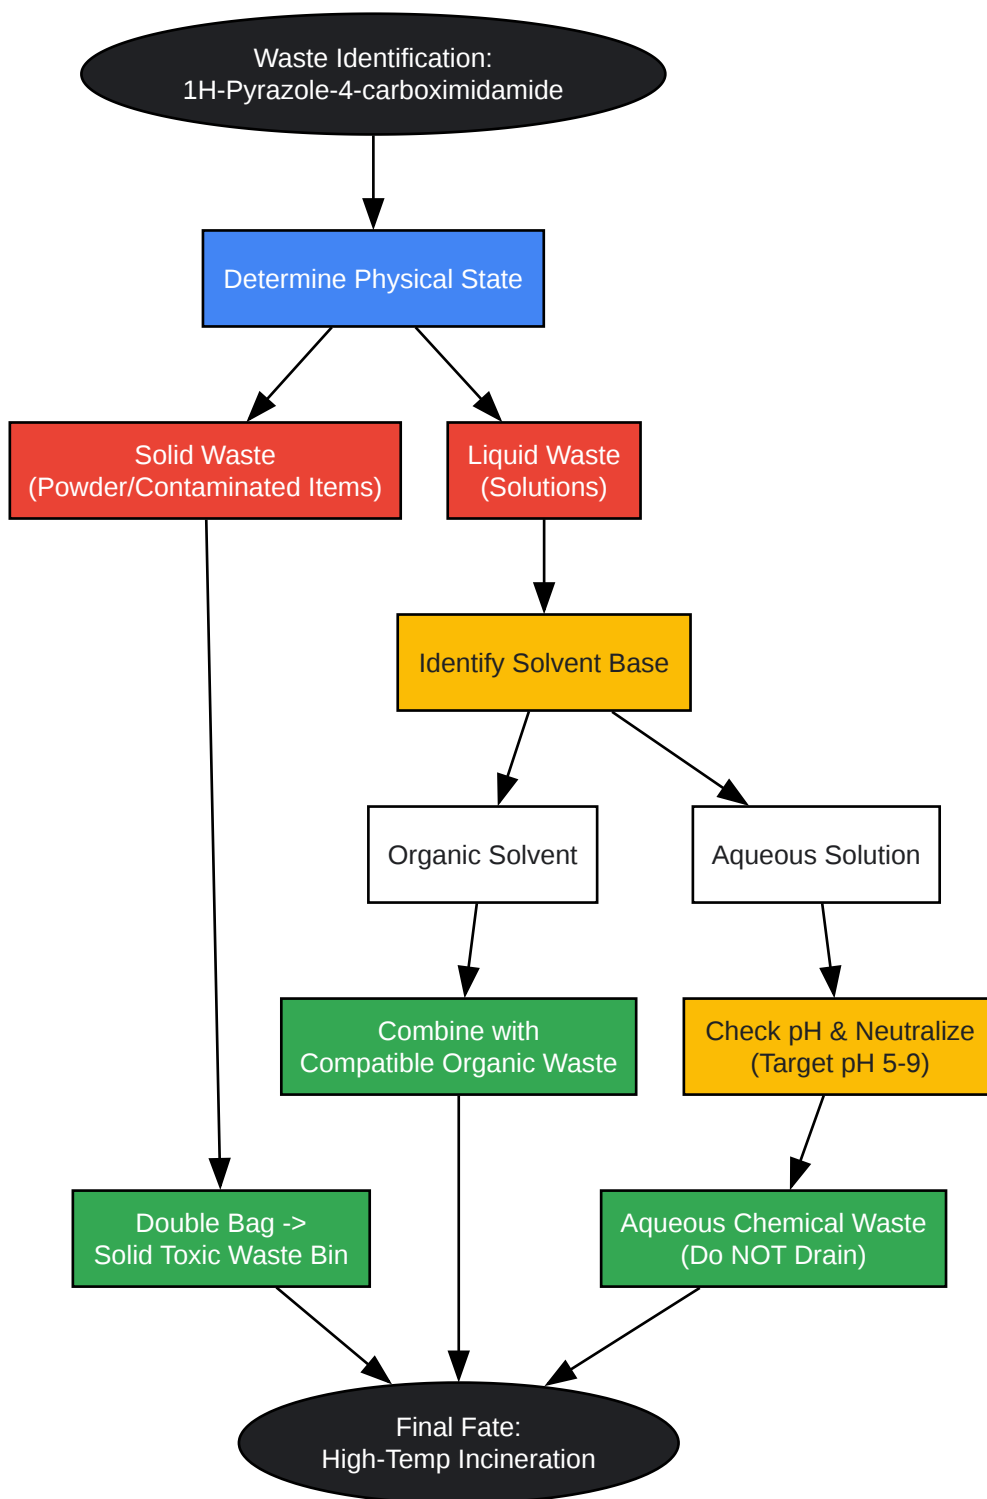 Waste Identification:
1H-Pyrazole-4-carboximidamide
Determine Physical State
Solid Waste
(Powder/Contaminated Items)
Liquid Waste
(Solutions)
Identify Solvent Base
Organic Solvent
Aqueous Solution
Combine with
Compatible Organic Waste
Check pH & Neutralize
(Target pH 5-9)
Double Bag ->
Solid Toxic Waste Bin
Aqueous Chemical Waste
(Do NOT Drain)
Final Fate:
High-Temp Incineration